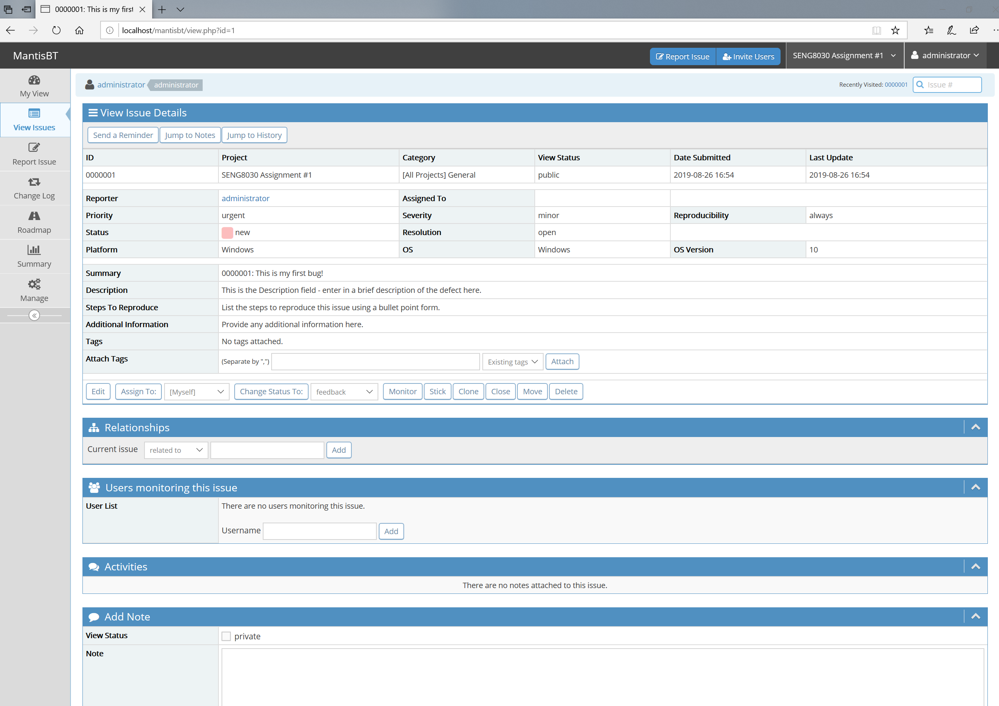 0000001: This is my first
localhost/mantisbt/view.php?id=1
MantisBT
Report Issue Invite Users SENG8030 Assignment #1 administrator
My View
View Issues
Report Issue
Change Log
Roadmap
Summary
Manage
administrator administrator Recently Visited: 0000001 Issue #
View Issue Details
Send a Reminder Jump to Notes Jump to History
ID Project Category View Status Date Submitted Last Update
0000001 SENG8030 Assignment #1 [All Projects] General public 2019-08-26 16:54 2019-08-26 16:54
Reporter administrator Assigned To
Priority urgent Severity minor Reproducibility always
Status new Resolution open
Platform Windows OS Windows OS Version 10
Summary 0000001: This is my first bug!
Description This is the Description field - enter in a brief description of the defect here.
Steps To Reproduce List the steps to reproduce this issue using a bullet point form.
Additional Information Provide any additional information here.
Tags No tags attached.
Attach Tags (Separate by ",") Existing tags Attach
Edit Assign To: [Myself] Change Status To: feedback Monitor Stick Clone Close Move Delete
Relationships
Current issue related to Add
Users monitoring this issue
User List There are no users monitoring this issue.
Username Add
Activities
There are no notes attached to this issue.
Add Note
View Status private
Note